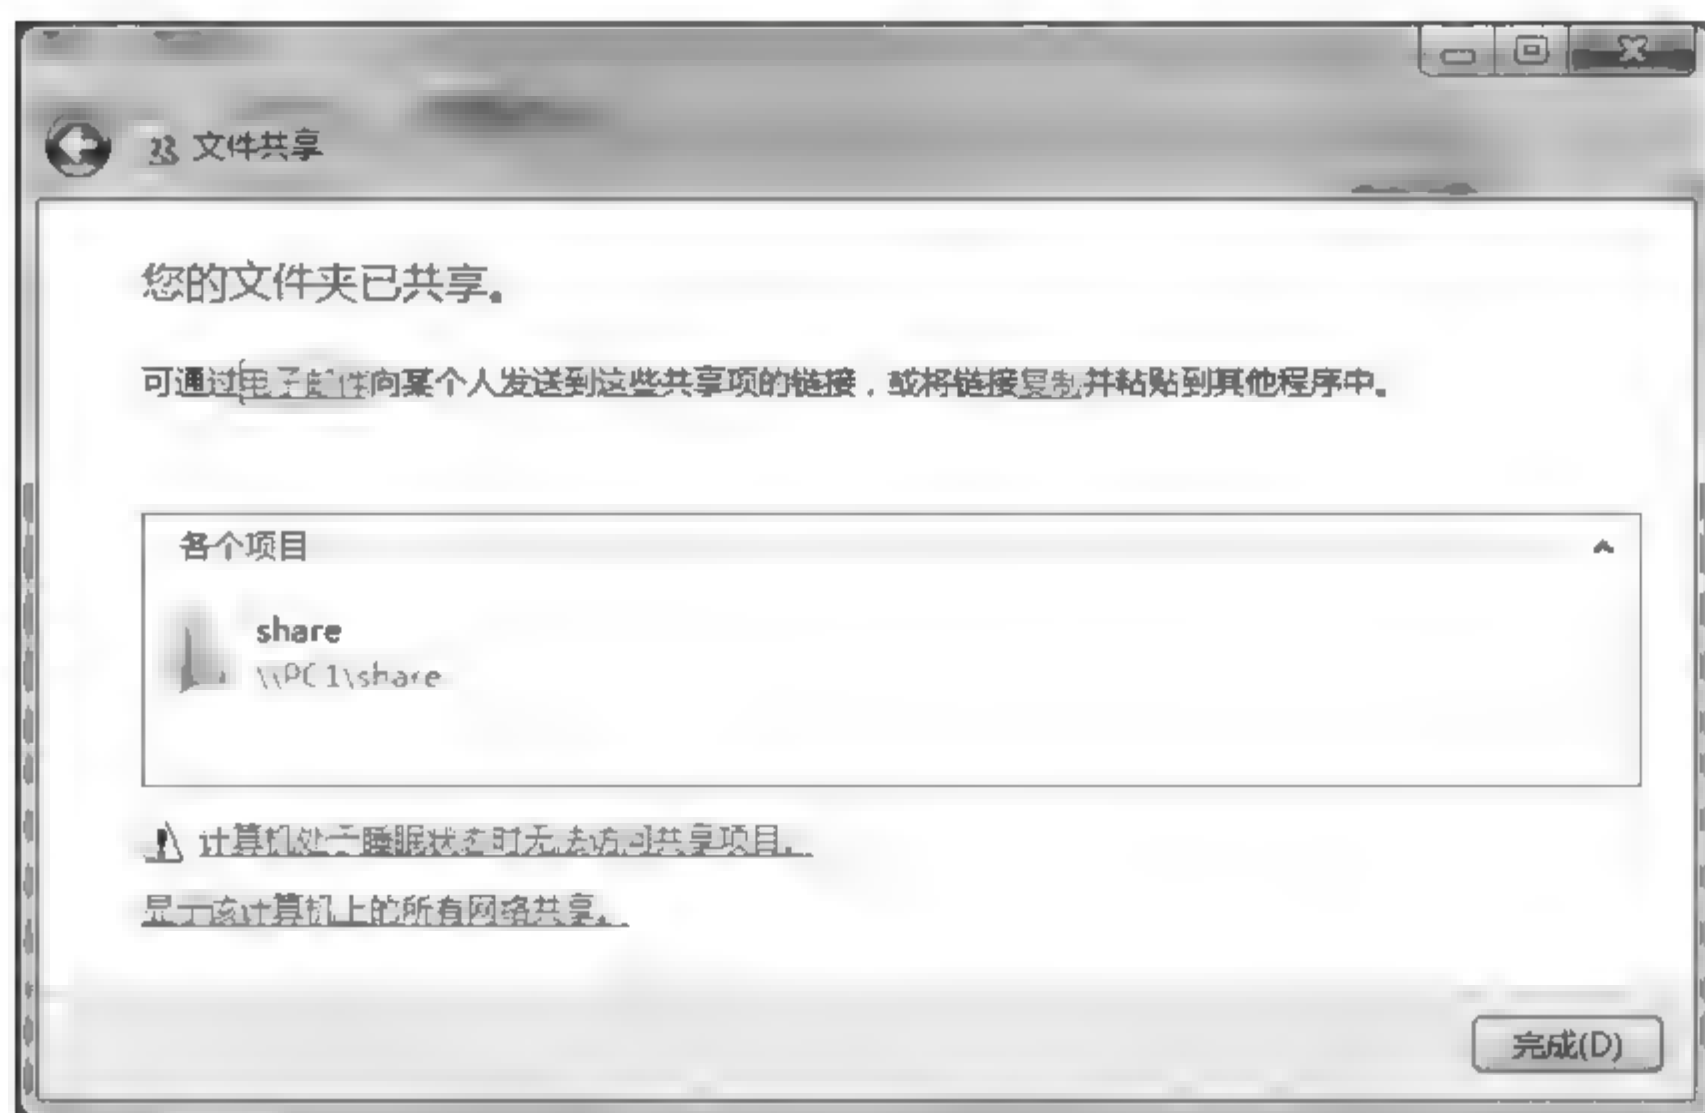 文件共享
您的文件夹已共享。
可通过电子邮件向某个人发送到这些共享项的链接，或将链接复制并粘贴到其他程序中。
各个项目
share
\\PC1\share
计算机处于睡眠状态时无法访问共享项目。
显示该计算机上的所有网络共享。
完成(D)